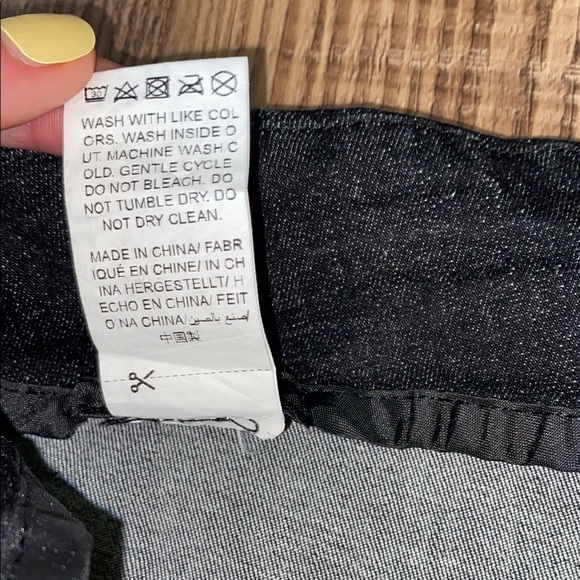 30
WASH WITH LIKE COL
ORS. WASH INSIDE O
UT. MACHINE WASH C
OLD. GENTLE CYCLE.
DO NOT BLEACH. DO
NOT TUMBLE DRY. DO
NOT DRY CLEAN.
MADE IN CHINA/ FABR
IQUÉ EN CHINE/ IN CH
INA HERGESTELLT/ H
ECHO EN CHINA/ FEIT
O NA CHINA/صنع بالصين/
中国製